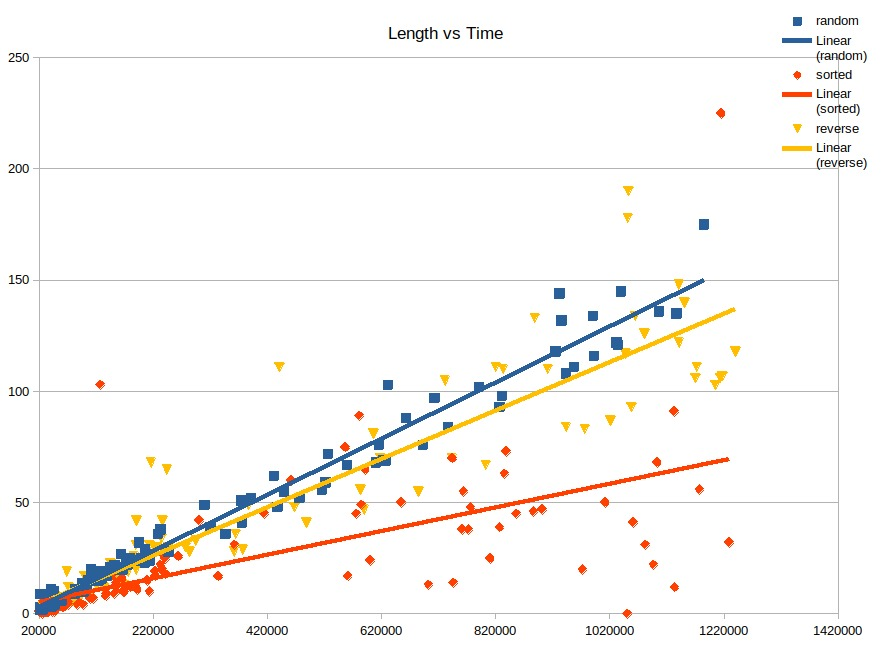 Length vs Time
random
Linear
(random)
sorted
Linear
(sorted)
reverse
Linear
(reverse)
250
200
150
100
50
0
20000 220000 420000 620000 820000 1020000 1220000 1420000